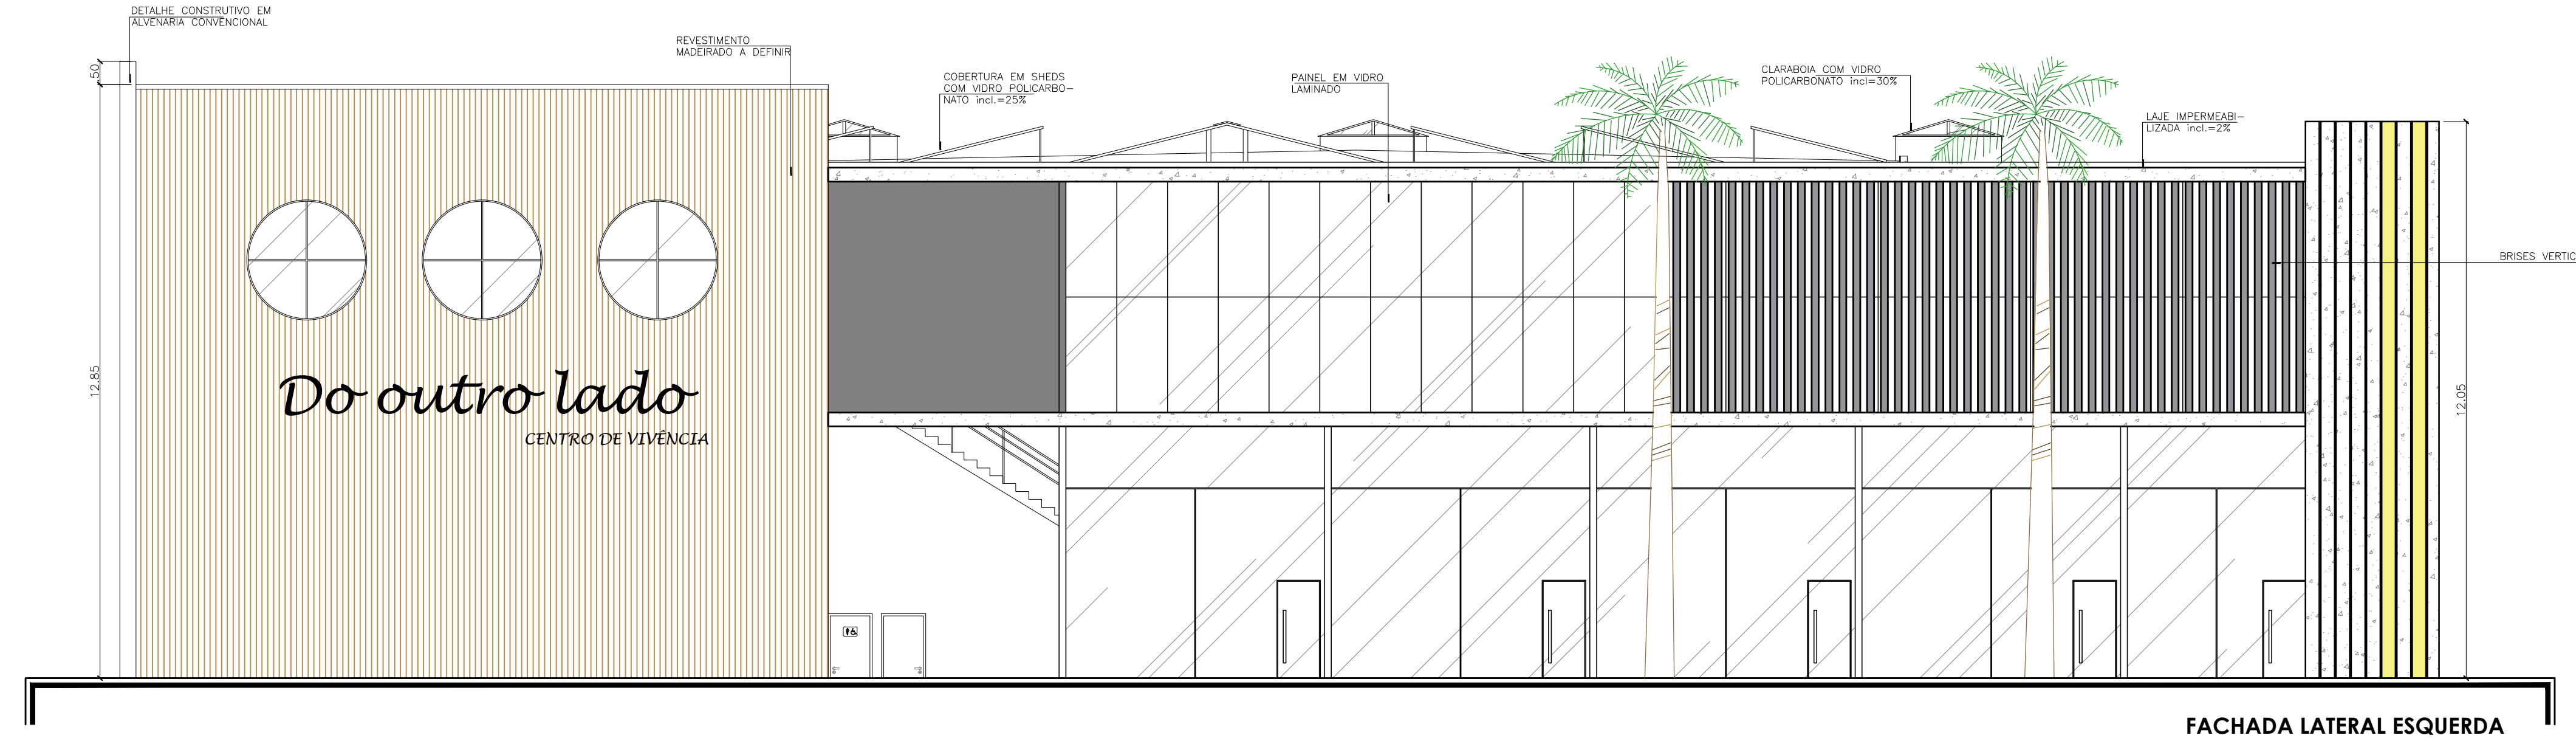 DETALHE CONSTRUTIVO EM
ALVENARIA CONVENCIONAL
REVESTIMENTO
MADEIRADO A DEFINIR
COBERTURA EM SHEDS
COM VIDRO POLICARBO-
NATO incl.=25%
PAINEL EM VIDRO
LAMINADO
CLARABOIA COM VIDRO
POLICARBONATO incl=30%
LAJE IMPERMEABI-
LIZADA incl.=2%
BRISES VERTIC
.50
12.85
12.05
Do outro lado
CENTRO DE VIVÊNCIA
FACHADA LATERAL ESQUERDA